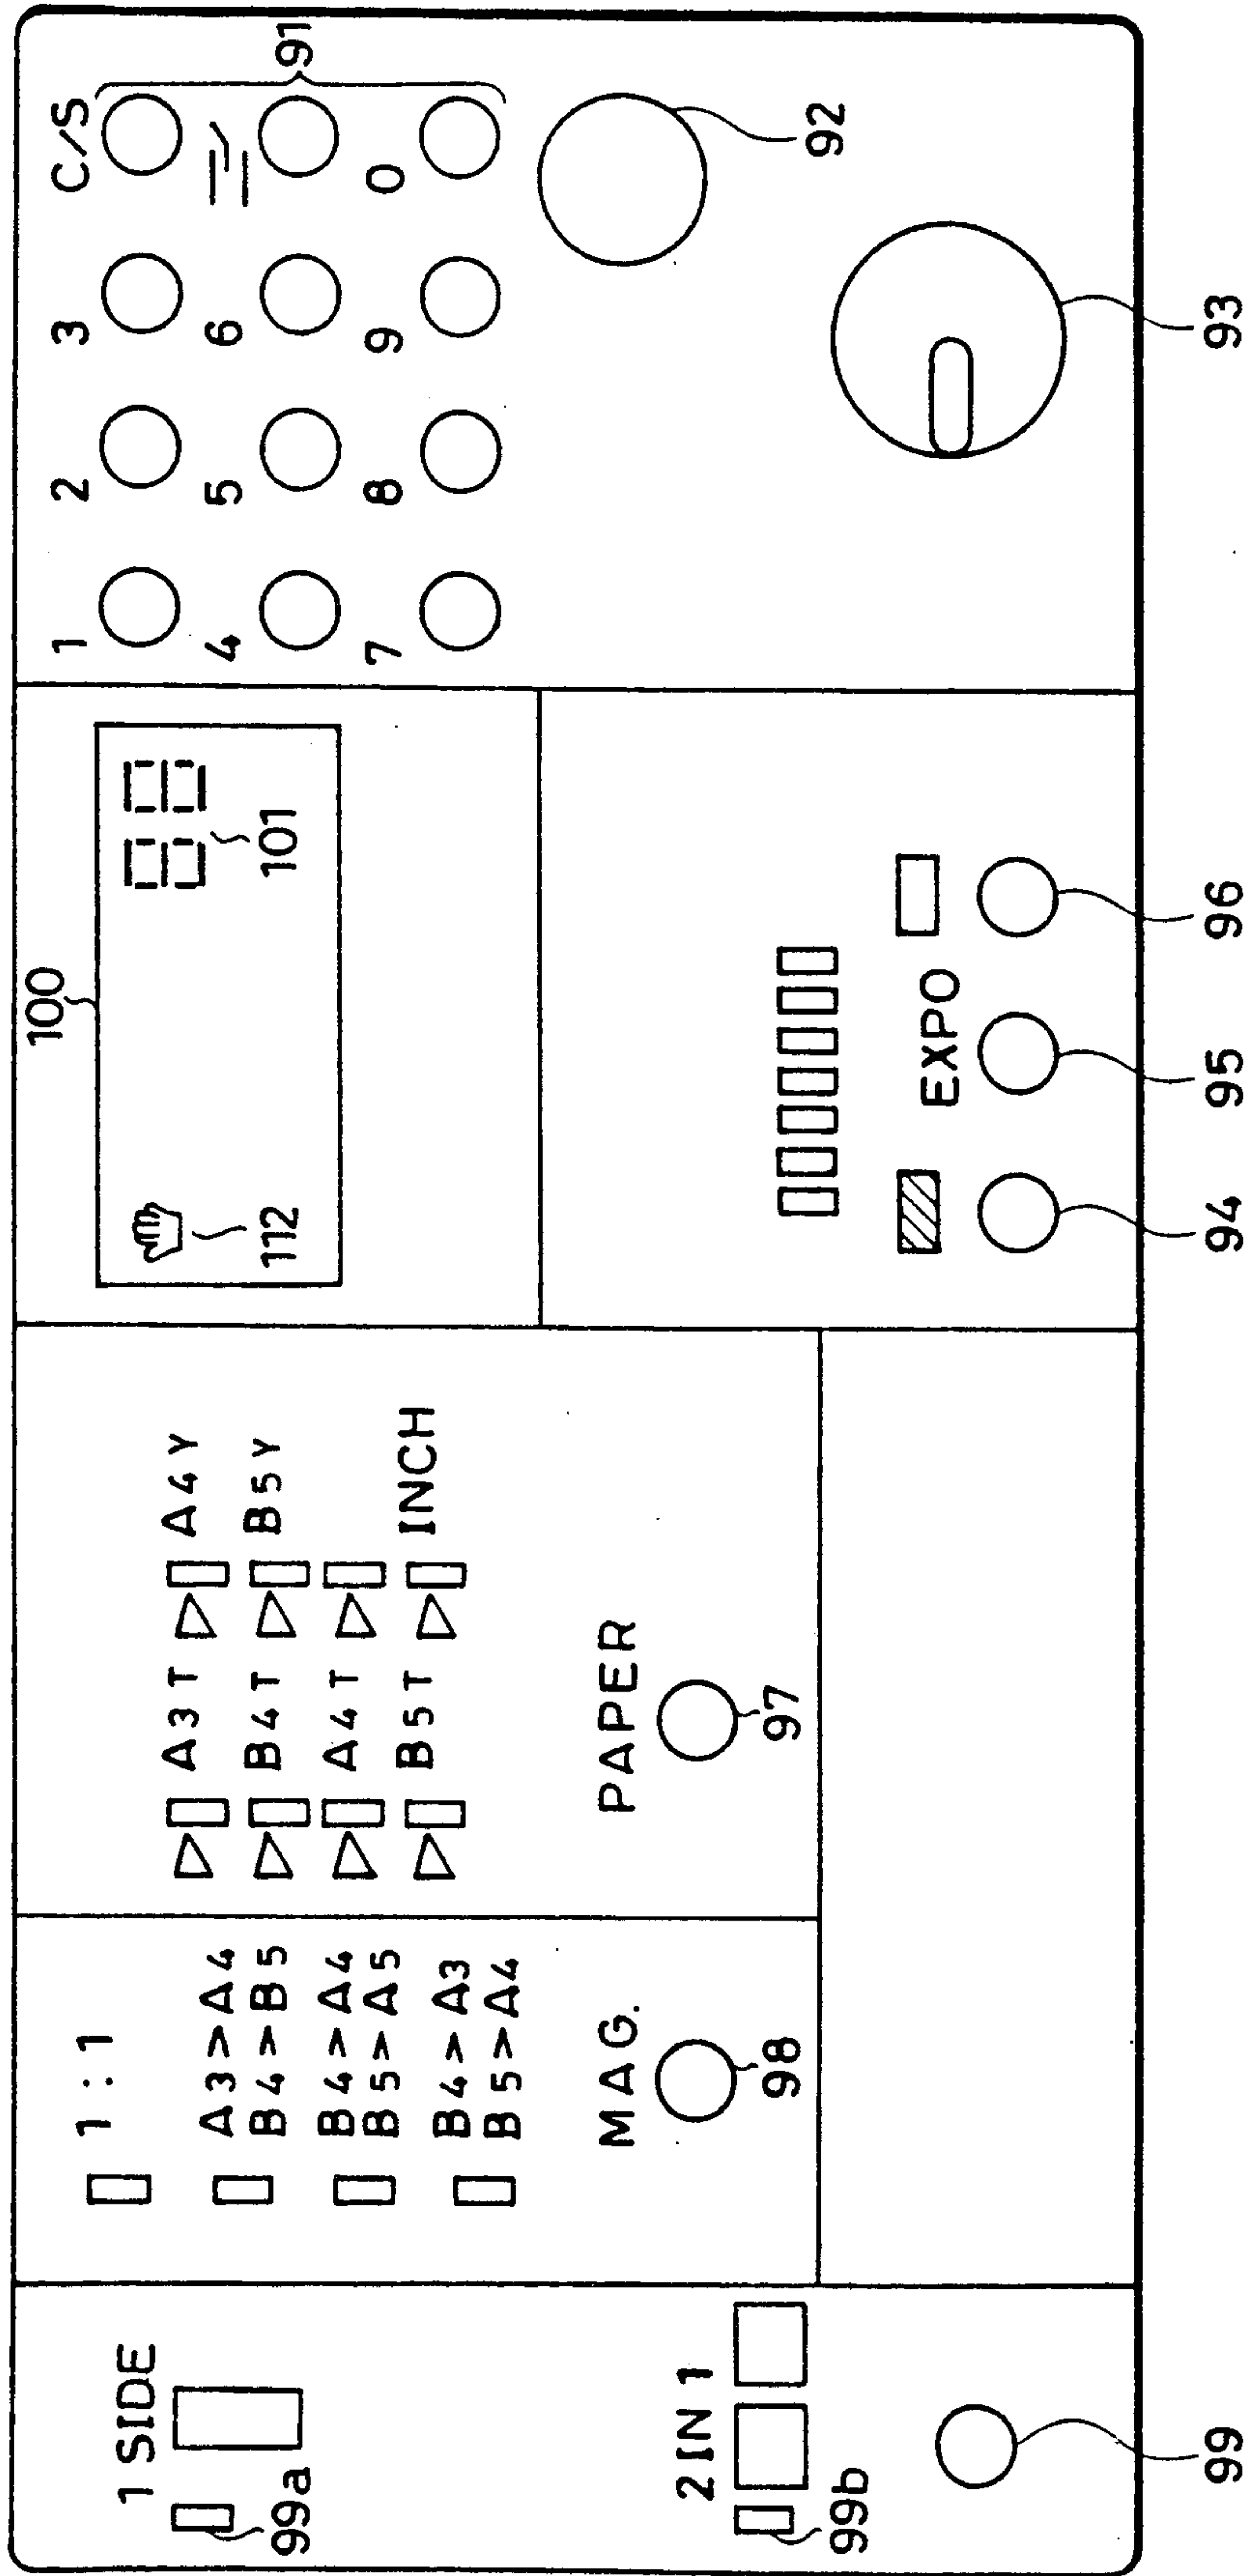 1 SIDE
99a
2 IN 1
99b
99
1 : 1
A3 > A4
B4 > B5
B4 > A4
B5 > A5
B4 > A3
B5 > A4
MAG.
98
A3T A4Y
B4T B5Y
A4T
B5T INCH
PAPER
97
100
112
101
EXPO
94 95 96
1 2 3 C/S
4 5 6
7 8 9 0
91
92
93